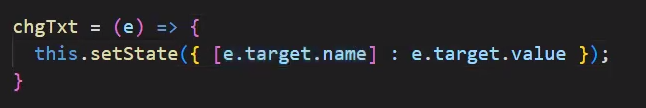 chgTxt = (e) => {
this.setState({ [e.target.name] : e.target.value });
}